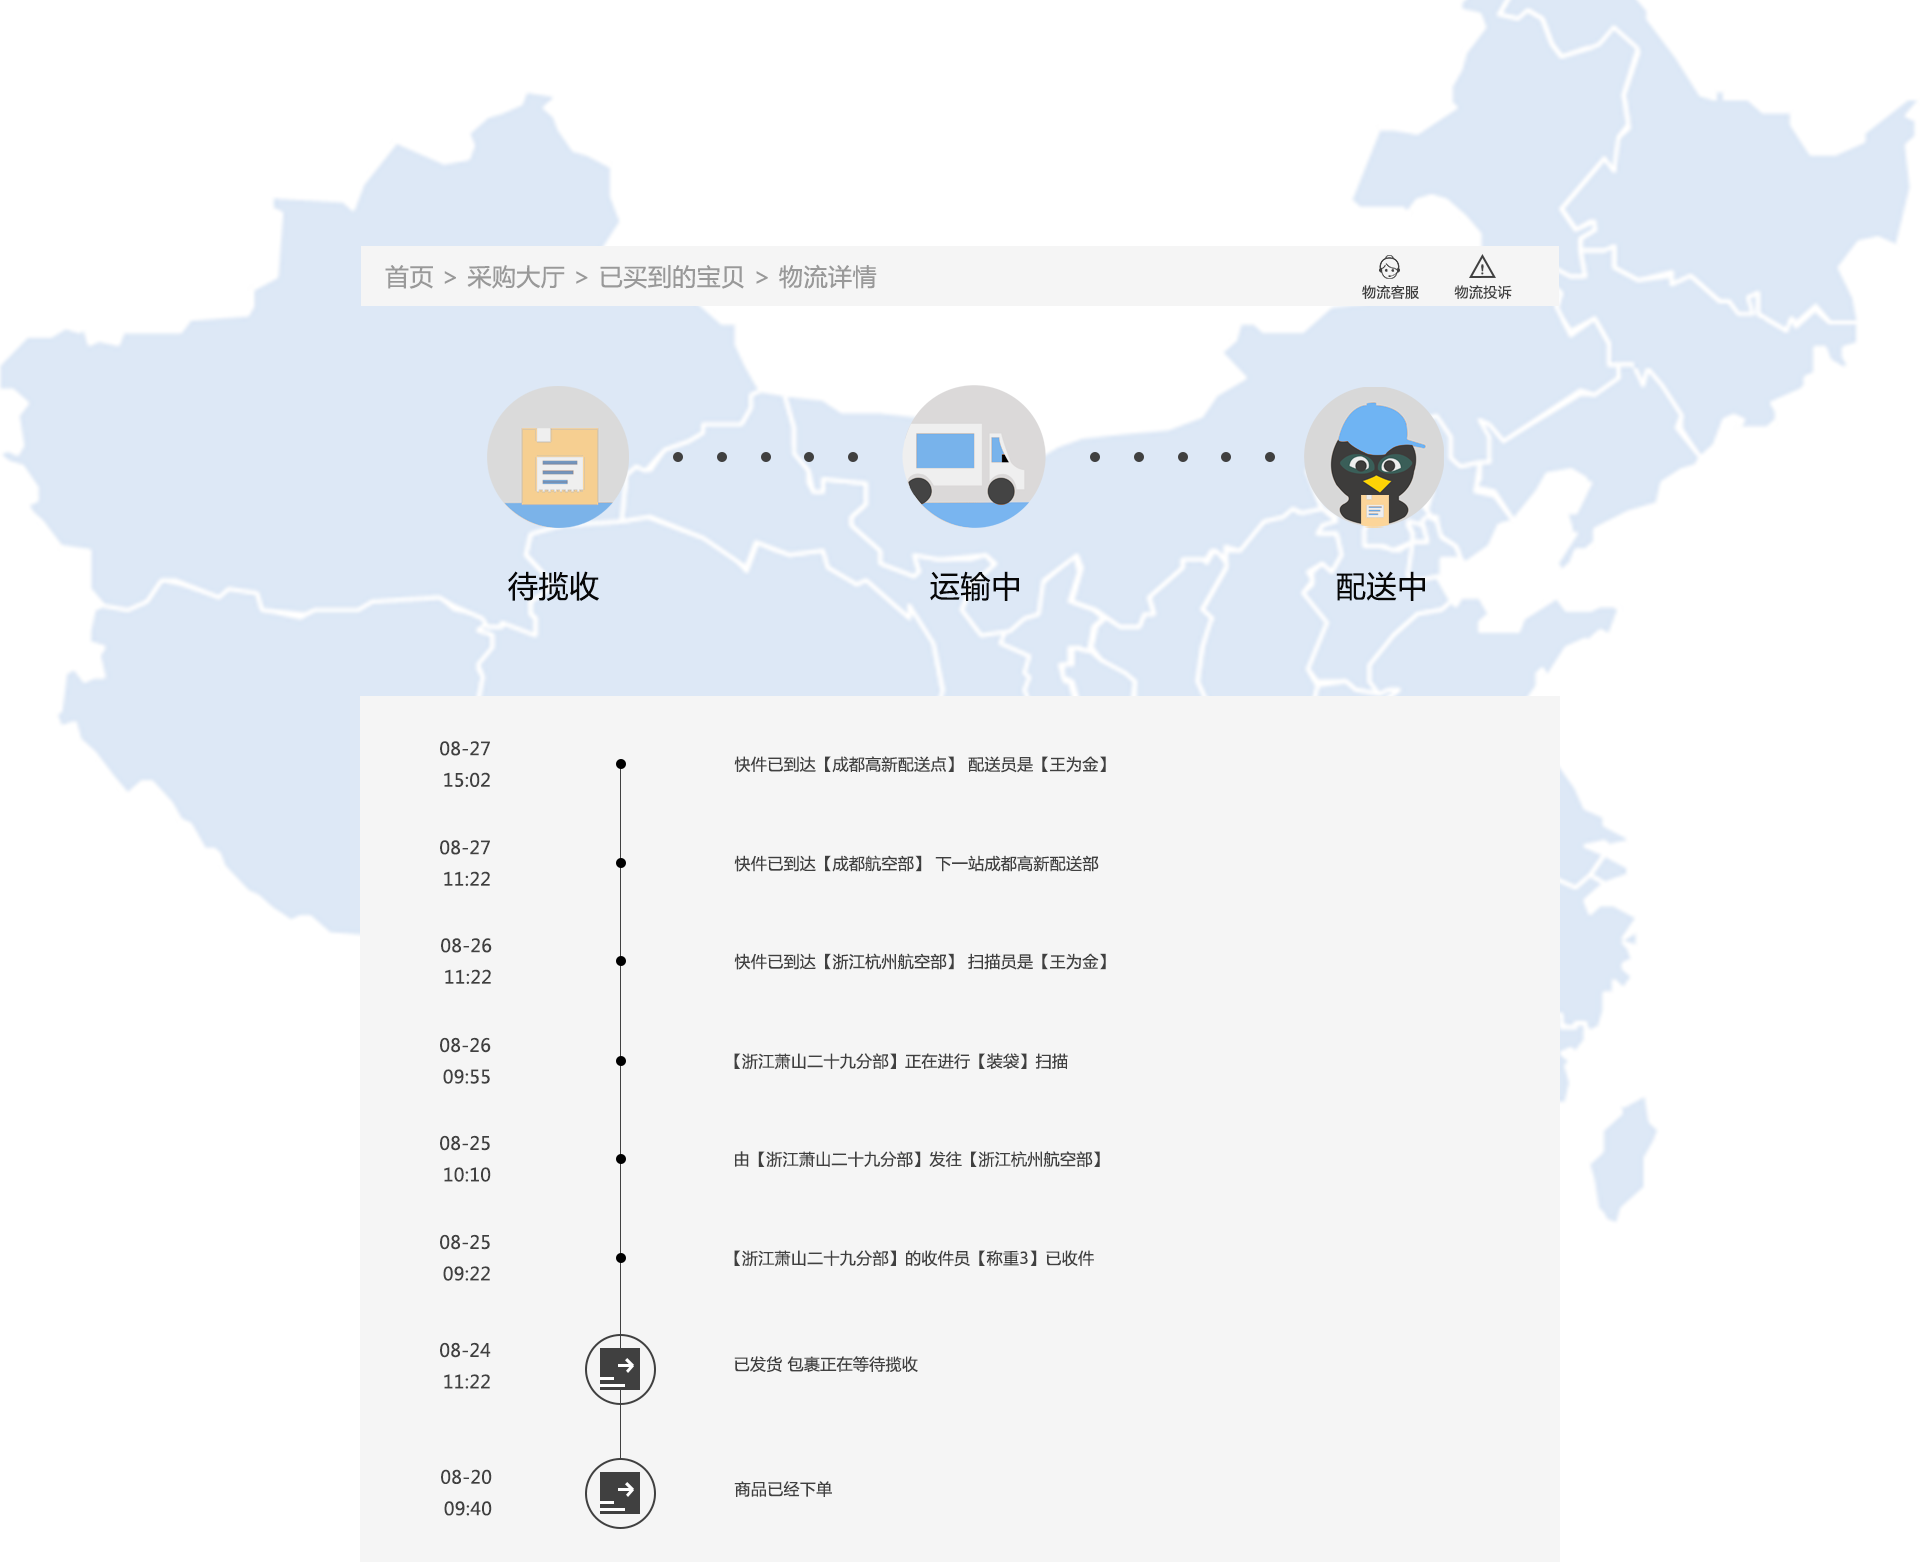 首页 > 采购大厅 > 已买到的宝贝 > 物流详情
物流客服
物流投诉
待揽收
运输中
配送中
08-27
15:02
快件已到达【成都高新配送点】 配送员是【王为金】
08-27
11:22
快件已到达【成都航空部】 下一站成都高新配送部
08-26
11:22
快件已到达【浙江杭州航空部】 扫描员是【王为金】
08-26
09:55
【浙江萧山二十九分部】正在进行【装袋】扫描
08-25
10:10
由【浙江萧山二十九分部】发往【浙江杭州航空部】
08-25
09:22
【浙江萧山二十九分部】的收件员【称重3】已收件
08-24
11:22
已发货 包裹正在等待揽收
08-20
09:40
商品已经下单